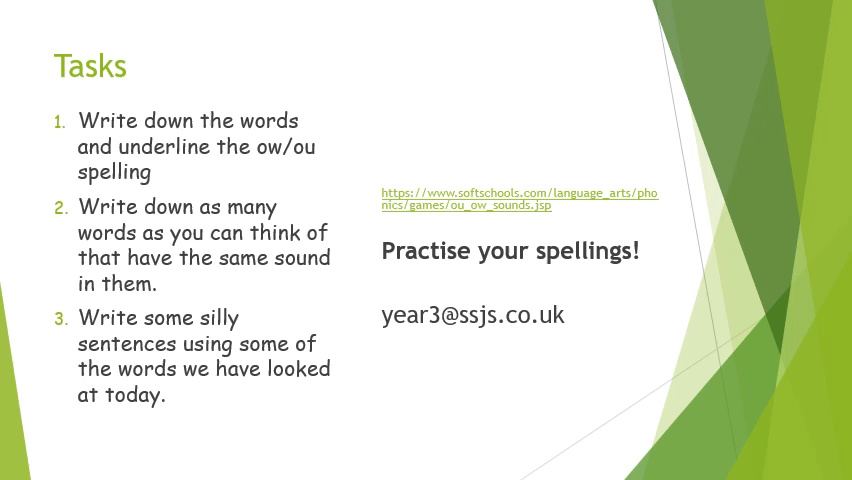 Tasks
1. Write down the words
and underline the ow/ou
spelling
2. Write down as many
words as you can think of
that have the same sound
in them.
3. Write some silly
sentences using some of
the words we have looked
at today.
https://www.softschools.com/language_arts/pho
nics/games/ou_ow_sounds.jsp
Practise your spellings!
year3@ssjs.co.uk